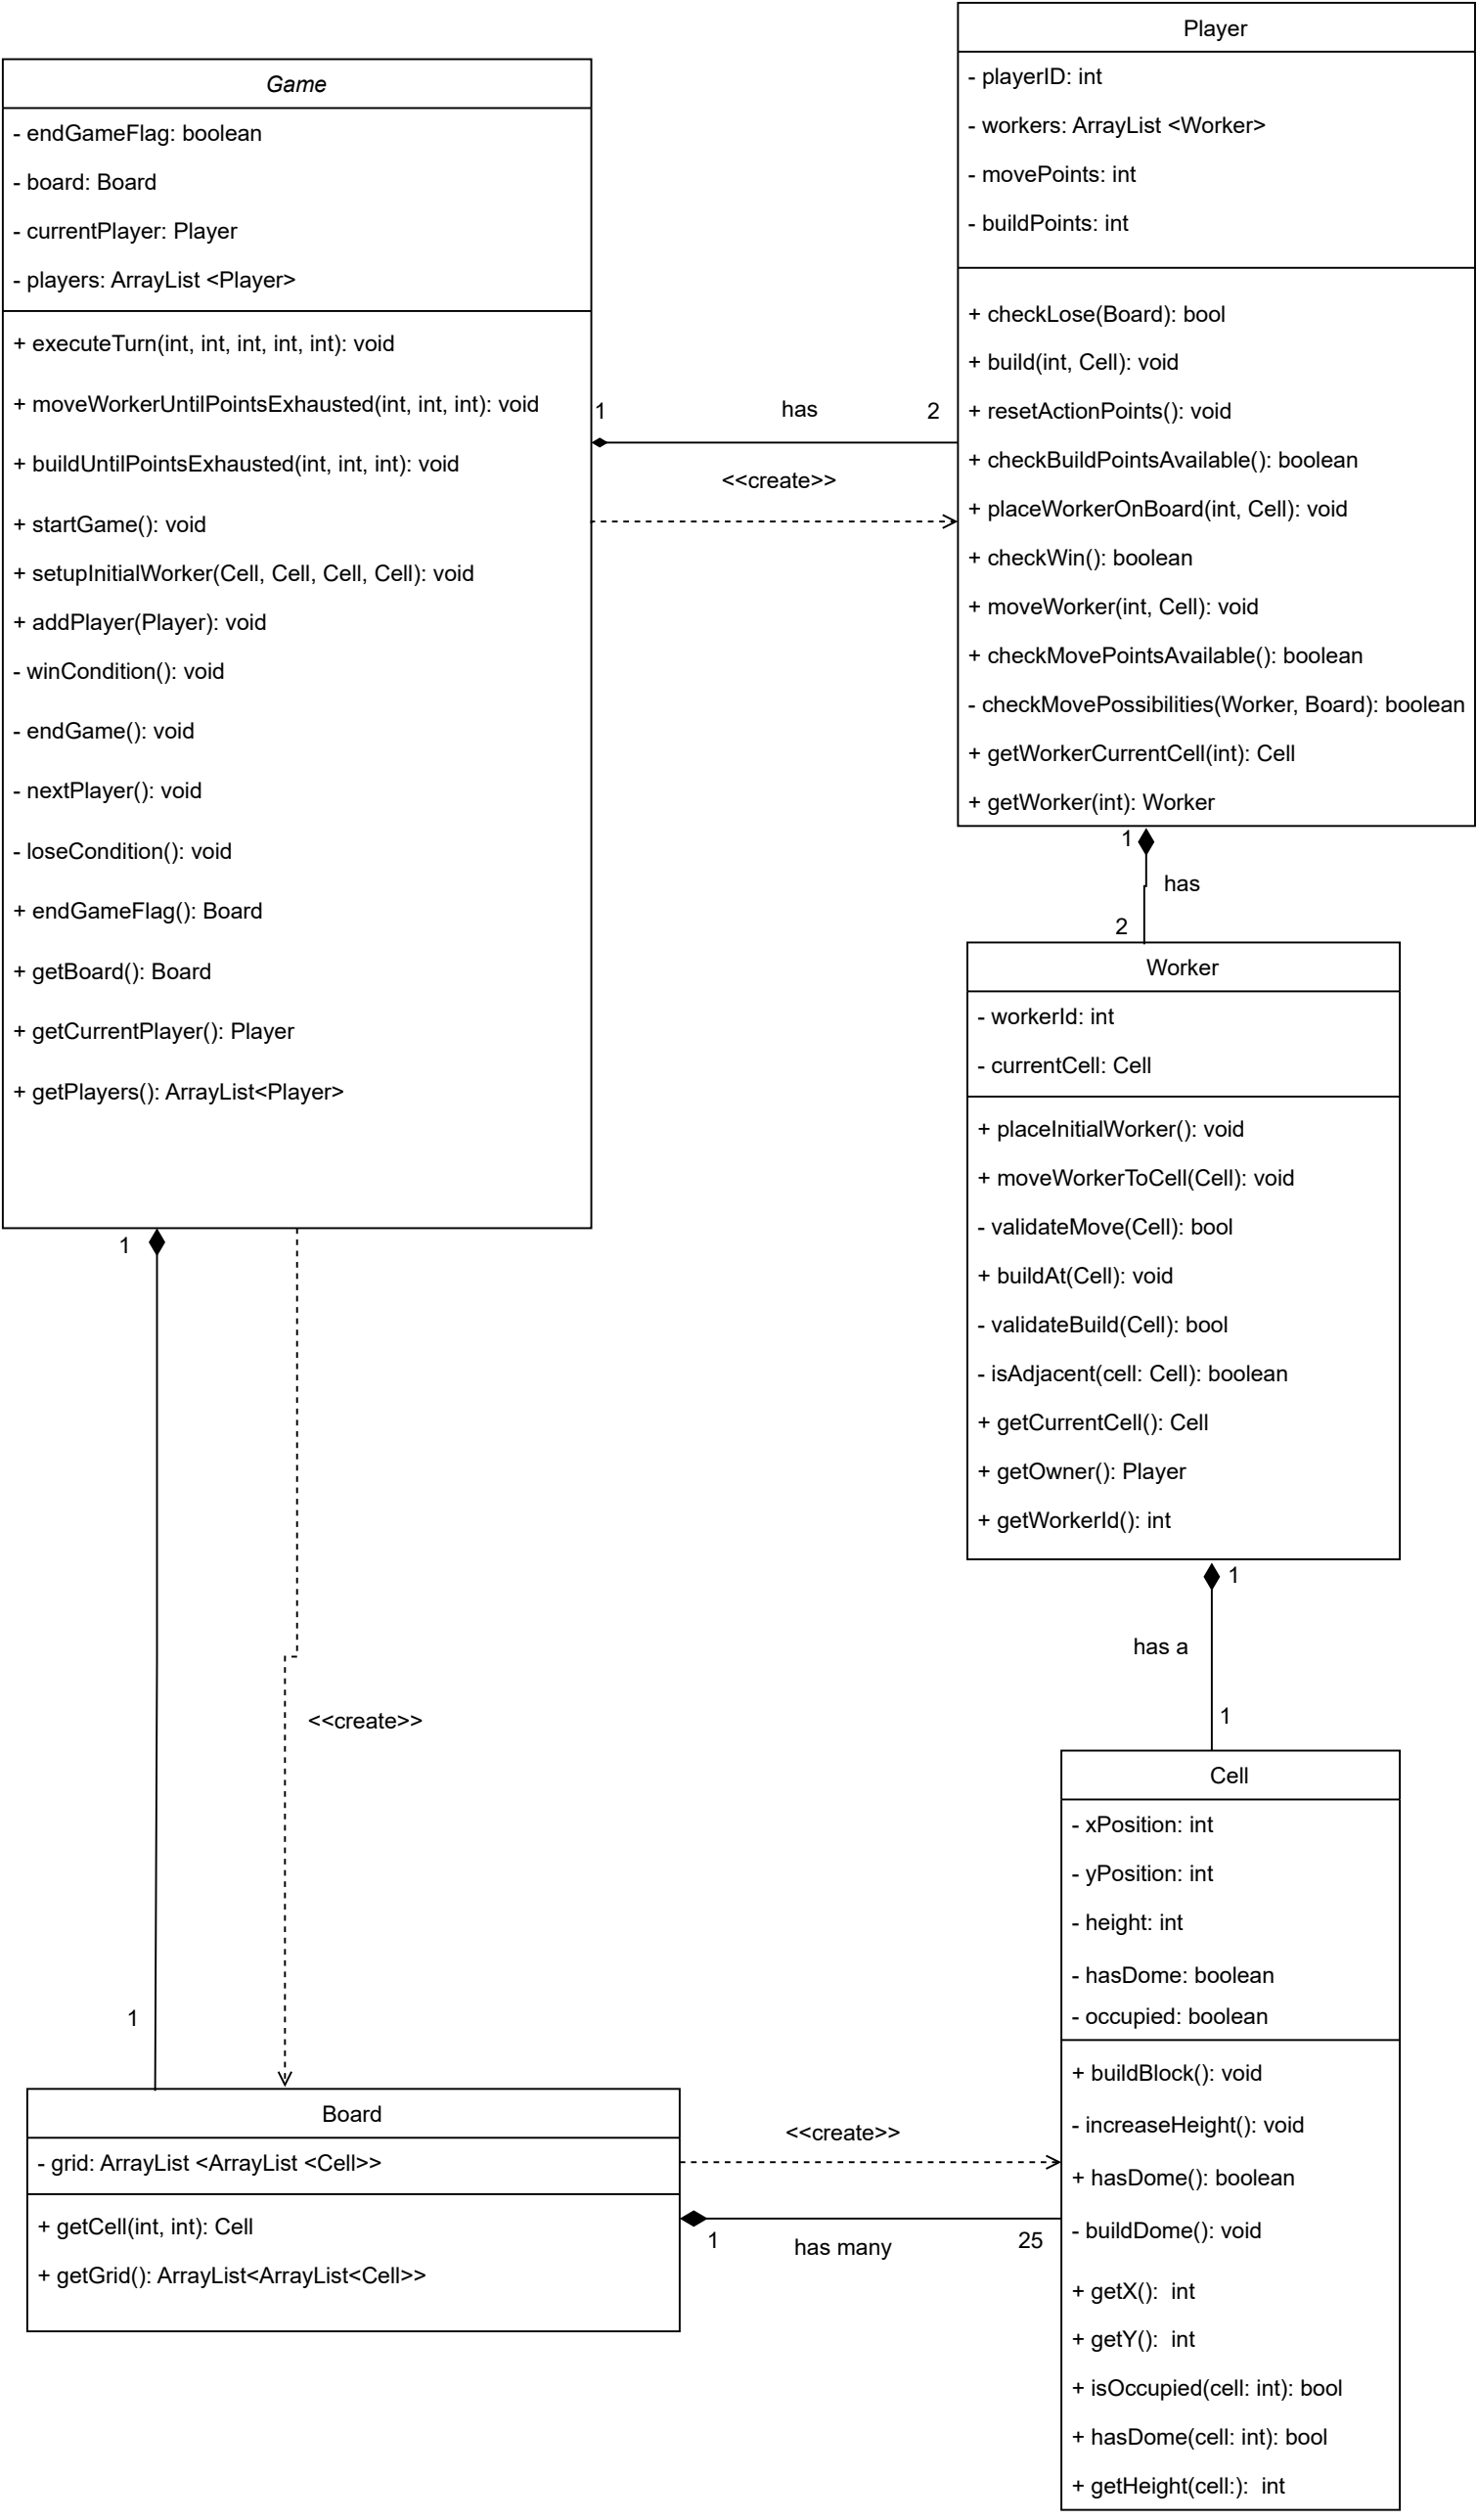 Game
- endGameFlag: boolean
- board: Board
- currentPlayer: Player
- players: ArrayList <Player>
+ executeTurn(int, int, int, int, int): void
+ moveWorkerUntilPointsExhausted(int, int, int): void
+ buildUntilPointsExhausted(int, int, int): void
+ startGame(): void
+ setupInitialWorker(Cell, Cell, Cell, Cell): void
+ addPlayer(Player): void
- winCondition(): void
- endGame(): void
- nextPlayer(): void
- loseCondition(): void
+ endGameFlag(): Board
+ getBoard(): Board
+ getCurrentPlayer(): Player
+ getPlayers(): ArrayList<Player>
1
has
2
<<create>>
Player
- playerID: int
- workers: ArrayList <Worker>
- movePoints: int
- buildPoints: int
+ checkLose(Board): bool
+ build(int, Cell): void
+ resetActionPoints(): void
+ checkBuildPointsAvailable(): boolean
+ placeWorkerOnBoard(int, Cell): void
+ checkWin(): boolean
+ moveWorker(int, Cell): void
+ checkMovePointsAvailable(): boolean
- checkMovePossibilities(Worker, Board): boolean
+ getWorkerCurrentCell(int): Cell
+ getWorker(int): Worker
1
has
2
Worker
- workerId: int
- currentCell: Cell
+ placeInitialWorker(): void
+ moveWorkerToCell(Cell): void
- validateMove(Cell): bool
+ buildAt(Cell): void
- validateBuild(Cell): bool
- isAdjacent(cell: Cell): boolean
+ getCurrentCell(): Cell
+ getOwner(): Player
+ getWorkerId(): int
1
has a
1
1
<<create>>
1
Board
- grid: ArrayList <ArrayList <Cell>>
+ getCell(int, int): Cell
+ getGrid(): ArrayList<ArrayList<Cell>>
<<create>>
1
has many
25
Cell
- xPosition: int
- yPosition: int
- height: int
- hasDome: boolean
- occupied: boolean
+ buildBlock(): void
- increaseHeight(): void
+ hasDome(): boolean
- buildDome(): void
+ getX():  int
+ getY():  int
+ isOccupied(cell: int): bool
+ hasDome(cell: int): bool
+ getHeight(cell:):  int